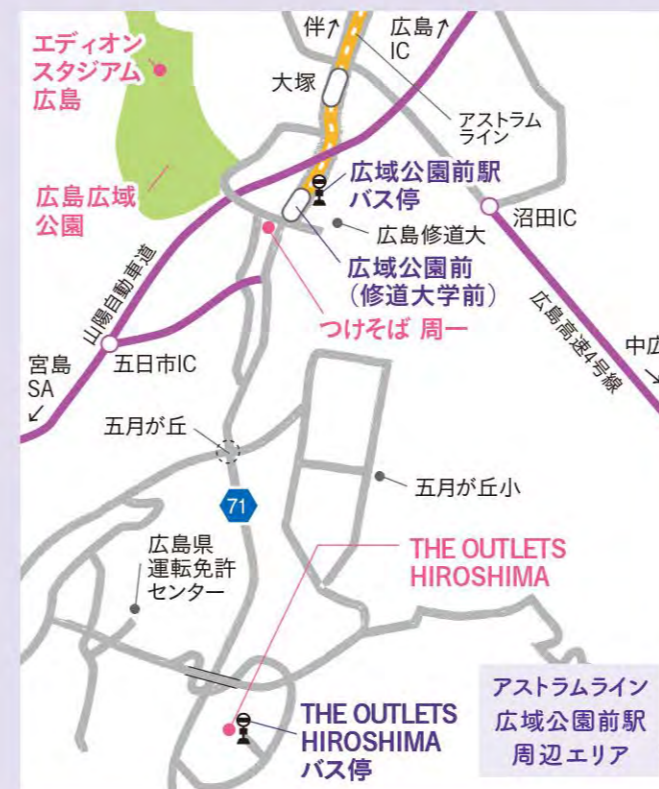 伴↗
広島↗
IC
エディオン
スタジアム
広島
大塚
アストラム
ライン
広域公園前駅
バス停
広島広域
公園
沼田IC
広島修道大
広域公園前
（修道大学前）
山陽自動車道
つけそば 周一
広島高速4号線
中広
→
宮島
SA
↙
五日市IC
五月が丘
五月が丘小
71
広島県
運転免許
センター
THE OUTLETS
HIROSHIMA
アストラムライン
広域公園前駅
周辺エリア
THE OUTLETS
HIROSHIMA
バス停